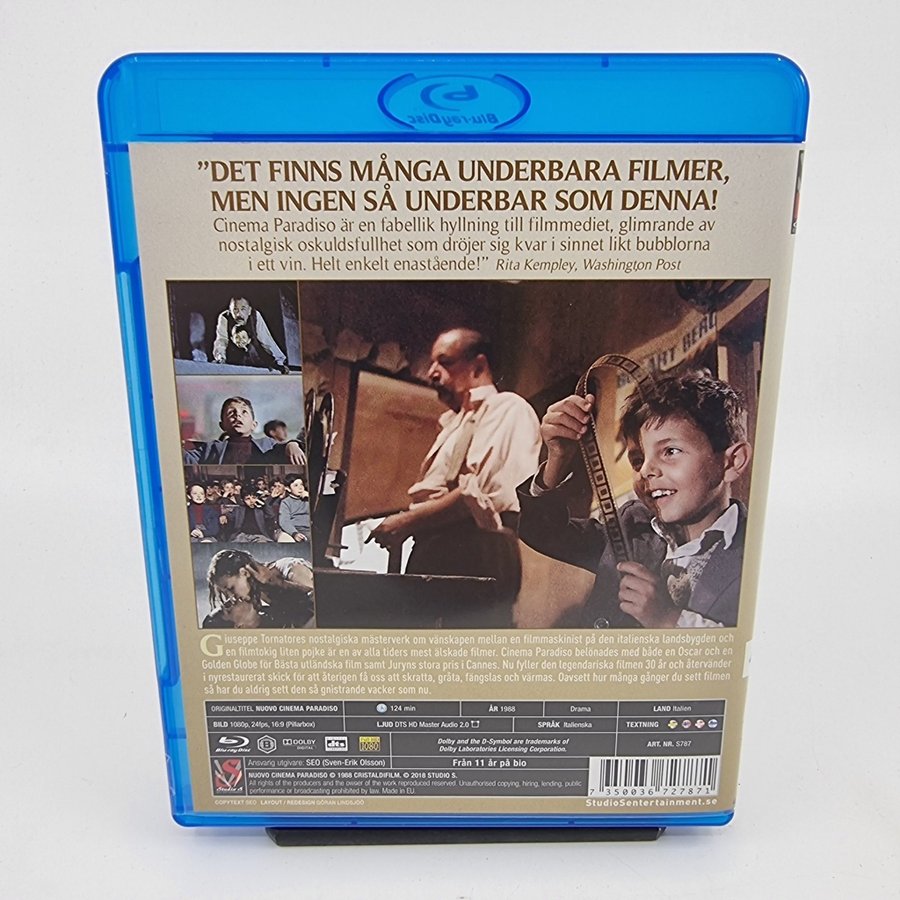 Blu-ray Disc
”DET FINNS MÅNGA UNDERBARA FILMER,
MEN INGEN SÅ UNDERBAR SOM DENNA!
Cinema Paradiso är en fabellik hyllning till filmmediet, glimrande av
nostalgisk oskuldsfullhet som dröjer sig kvar i sinnet likt bubblorna
i ett vin. Helt enkelt enastående!” Rita Kempley, Washington Post
Giuseppe Tornatores nostalgiska mästerverk om vänskapen mellan en filmmaskinist på den italienska landsbygden och
en filmtokig liten pojke är en av alla tiders mest älskade filmer. Cinema Paradiso belönades med både en Oscar och en
Golden Globe för Bästa utländska film samt Juryns stora pris i Cannes. Nu fyller den legendariska filmen 30 år och återvänder
i nyrestaurerat skick för att återigen få oss att skratta, gråta, fängslas och värmas. Oavsett hur många gånger du sett filmen
så har du aldrig sett den så gnistrande vacker som nu.
ORIGINALTITEL NUOVO CINEMA PARADISO 124 min ÅR 1988 Drama LAND Italien
BILD 1080p, 24fps, 16:9 (Pillarbox) LJUD DTS HD Master Audio 2.0 SPRÅK Italienska TEXTNING
Blu-ray Disc B DOLBY DIGITAL dts 1080 Dolby and the D-Symbol are trademarks of
Dolby Laboratories Licensing Corporation. ART. NR. S787
Ansvarig utgivare: SEO (Sven-Erik Olsson) Från 11 år på bio
NUOVO CINEMA PARADISO © 1988 CRISTALDIFILM. © 2018 STUDIO S.
All rights of the producers and the owner of the work reproduced reserved. Unauthorised copying, hiring, lending, public
performance or broadcasting prohibited by law. Made in EU.
COPYTEXT SEO LAYOUT / REDESIGN GÖRAN LINDSJÖÖ
7 350036 727871
StudioSentertainment.se